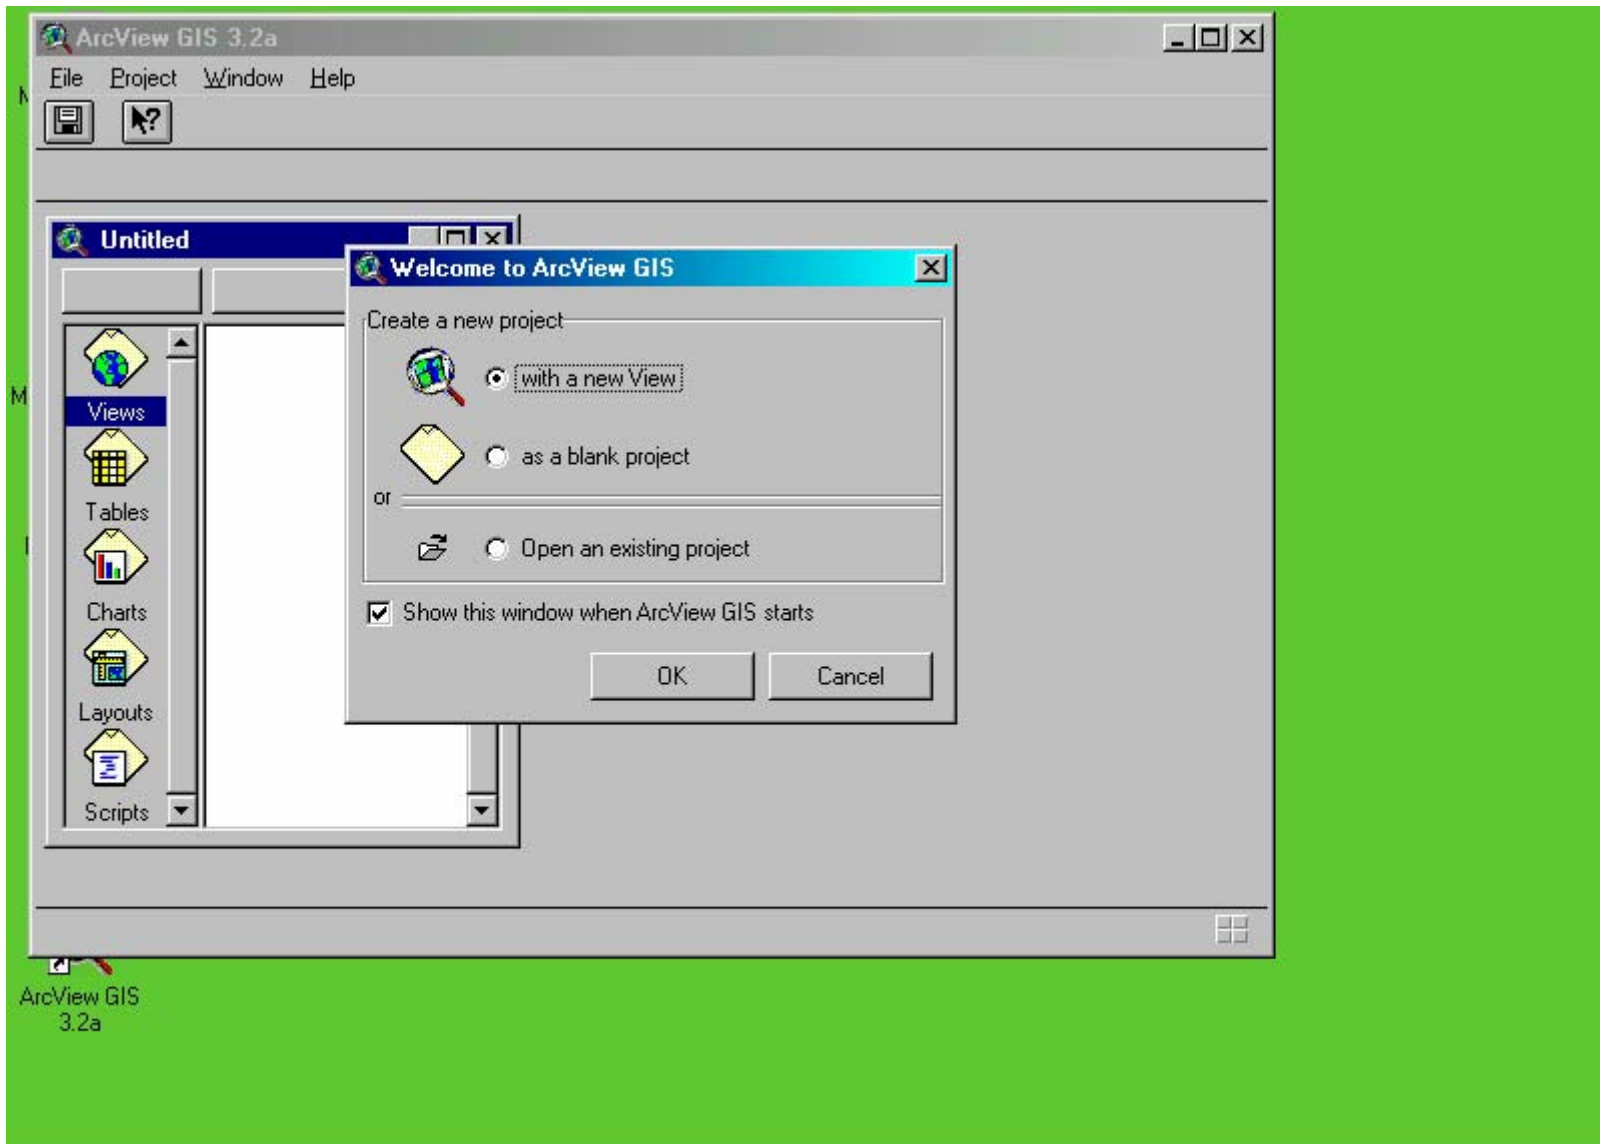 ArcView GIS 3.2a
File Project Window Help
Untitled
Welcome to ArcView GIS
Create a new project
with a new View
as a blank project
or
Open an existing project
Show this window when ArcView GIS starts
OK Cancel
Views
Tables
Charts
Layouts
Scripts
M
ArcView GIS
3.2a